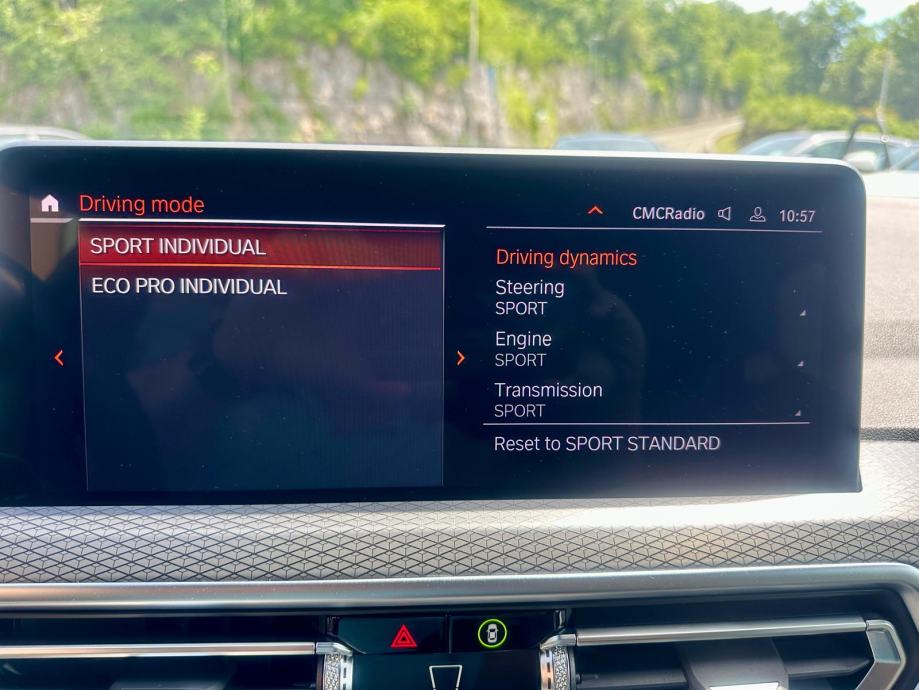 Driving mode
CMCRadio 10:57
SPORT INDIVIDUAL
ECO PRO INDIVIDUAL
Driving dynamics
Steering
SPORT
Engine
SPORT
Transmission
SPORT
Reset to SPORT STANDARD